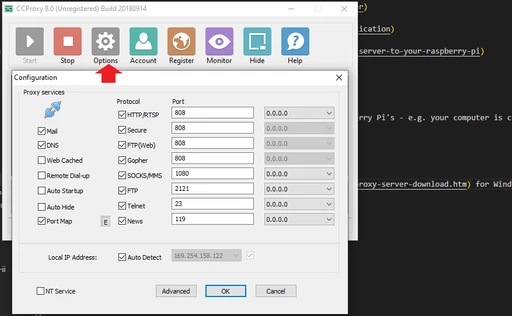 CCProxy 8.0 (Unregistered) Build 20180914
r)
Start Stop Options Account Register Monitor Hide Help
ication)
server-to-your-raspberry-pi)
Configuration
Proxy services
Protocol Port
HTTP/RTSP 808 0.0.0.0
Mail Secure 808 0.0.0.0
DNS FTP(Web) 808 0.0.0.0
Web Cached Gopher 808 0.0.0.0
Remote Dial-up SOCKS/MMS 1080 0.0.0.0
Auto Startup FTP 2121 0.0.0.0
Auto Hide Telnet 23 0.0.0.0
Port Map E News 119 0.0.0.0
rry Pi's - e.g. your computer is c
roxy-server-download.htm) for Wind
Local IP Address: Auto Detect 169.254.158.122
NT Service Advanced OK Cancel